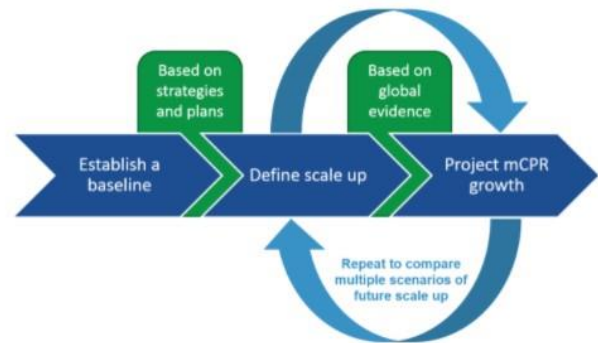 Based on
strategies
and plans
Based on
global
evidence
Establish a
baseline
Define scale up
Project mCPR
growth
Repeat to compare
multiple scenarios of
future scale up